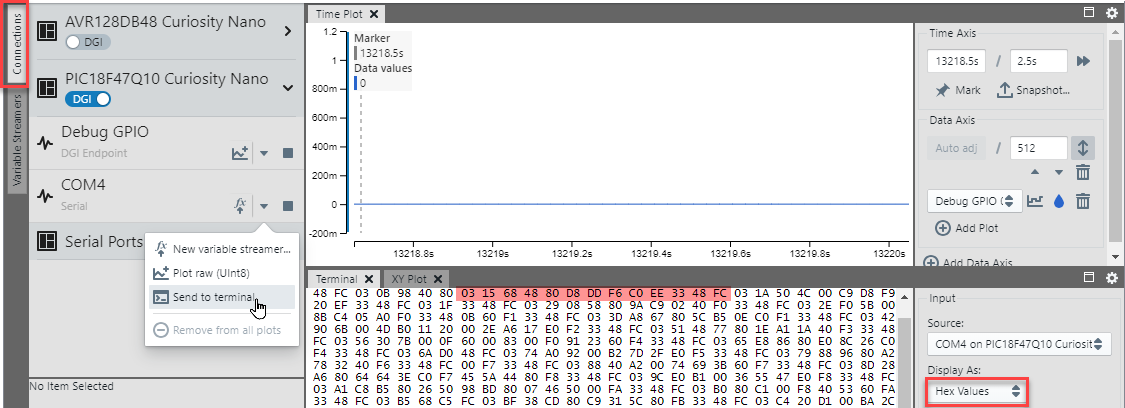 Connections
Variable Streamers
AVR128DB48 Curiosity Nano
DGI
PIC18F47Q10 Curiosity Nano
DGI
Debug GPIO
DGI Endpoint
COM4
Serial
Serial Ports
New variable streamer...
Plot raw (UInt8)
Send to terminal
Remove from all plots
No Item Selected
Time Plot
1.2
1
800m
600m
400m
200m
0
-200m
Marker
13218.5s
Data values
0
13218.8s
13219s
13219.2s
13219.4s
13219.6s
13219.8s
13220s
Time Axis
13218.5s / 2.5s
Mark
Snapshot...
Data Axis
Auto adj / 512
Debug GPIO (
Add Plot
Add Data Axis
Terminal
XY Plot
48 FC 03 0B 98 40 80 03 15 68 48 80 D8 DD F6 C0 EE 33 48 FC 03 1A 50 4C 00 C9 D8 F9
20 EF 33 48 FC 03 1F 33 48 FC 03 29 08 58 80 9A C9 02 40 F0 33 48 FC 03 2E F0 5B 00
8B C4 05 A0 F0 33 48 0B 60 F1 33 48 FC 03 3D A8 67 80 5C B5 0E C0 F1 33 48 FC 03 42
90 6B 00 4D B0 11 20 00 2E A6 17 E0 F2 33 48 FC 03 51 48 77 80 1E A1 1A 40 F3 33 48
FC 03 56 30 7B 00 0F 60 00 83 00 F0 91 23 60 F4 33 48 FC 03 65 E8 86 80 E0 8C 26 C0
F4 33 48 FC 03 6A D0 48 FC 03 74 A0 92 00 B2 7D 2F E0 F5 33 48 FC 03 79 88 96 80 A2
78 32 40 F6 33 48 FC 03 7E 48 FC 03 88 40 A2 00 74 69 3B 60 F7 33 48 FC 03 8D 28
A6 80 64 64 3E C0 F7 45 5A 44 80 F8 33 48 FC 03 9C E0 B1 00 36 55 47 E0 F8 33 48 FC
03 A1 C8 B5 80 26 50 98 BD 80 07 46 50 00 FA 33 48 FC 03 B0 80 C1 00 F8 40 53 60 FA
33 48 FC 03 B5 68 C5 FC 03 BF 38 CD 80 C9 31 5C 80 FB 33 48 FC 03 C4 20 D1 00 BA 2C
Input
Source:
COM4 on PIC18F47Q10 Curiosit
Display As:
Hex Values